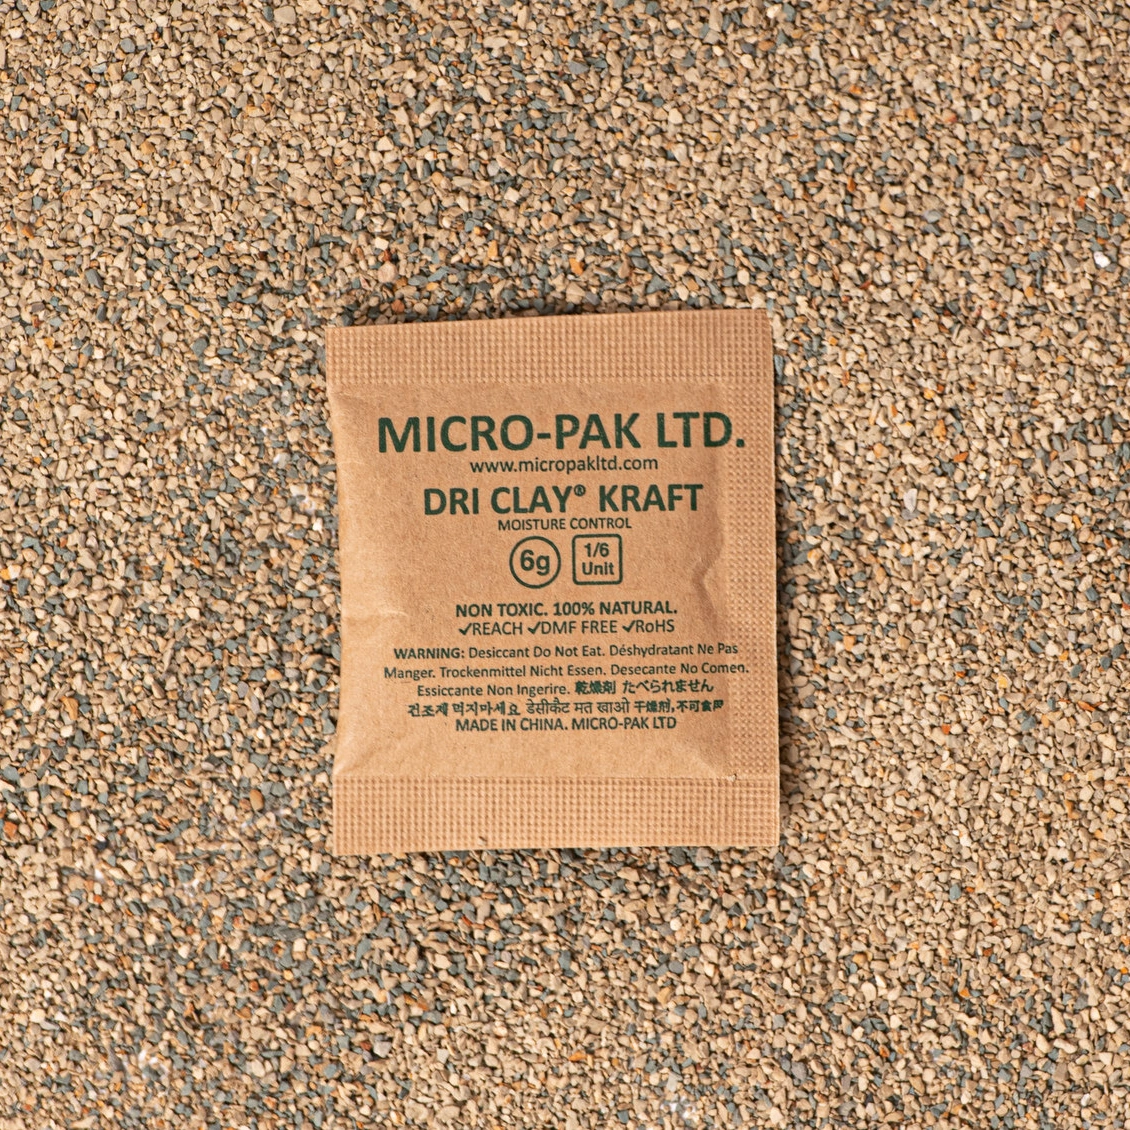 MICRO-PAK LTD.
www.micropakltd.com
DRI CLAY® KRAFT
MOISTURE CONTROL
6g 1/6 Unit
NON TOXIC. 100% NATURAL.
✓REACH ✓DMF FREE ✓RoHS
WARNING: Desiccant Do Not Eat. Déshydratant Ne Pas
Manger. Trockenmittel Nicht Essen. Desecante No Comen.
Essiccante Non Ingerire. 乾燥剤 たべられません
건조제 먹지마세요 डेसीकैट मत खाओ 干燥剂,不可食用
MADE IN CHINA. MICRO-PAK LTD